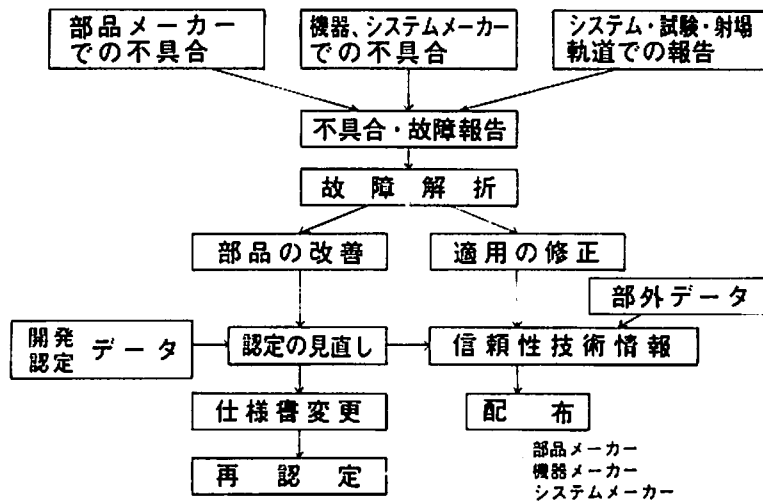 部品メーカー
での不具合
機器、システムメーカー
での不具合
システム・試験・射場
軌道での報告
不具合・故障報告
故障解折
部品の改善
適用の修正
部外データ
開発
認定 データ
認定の見直し
信頼性技術情報
仕様書変更
配布
再認定
部品メーカー
機器メーカー
システムメーカー